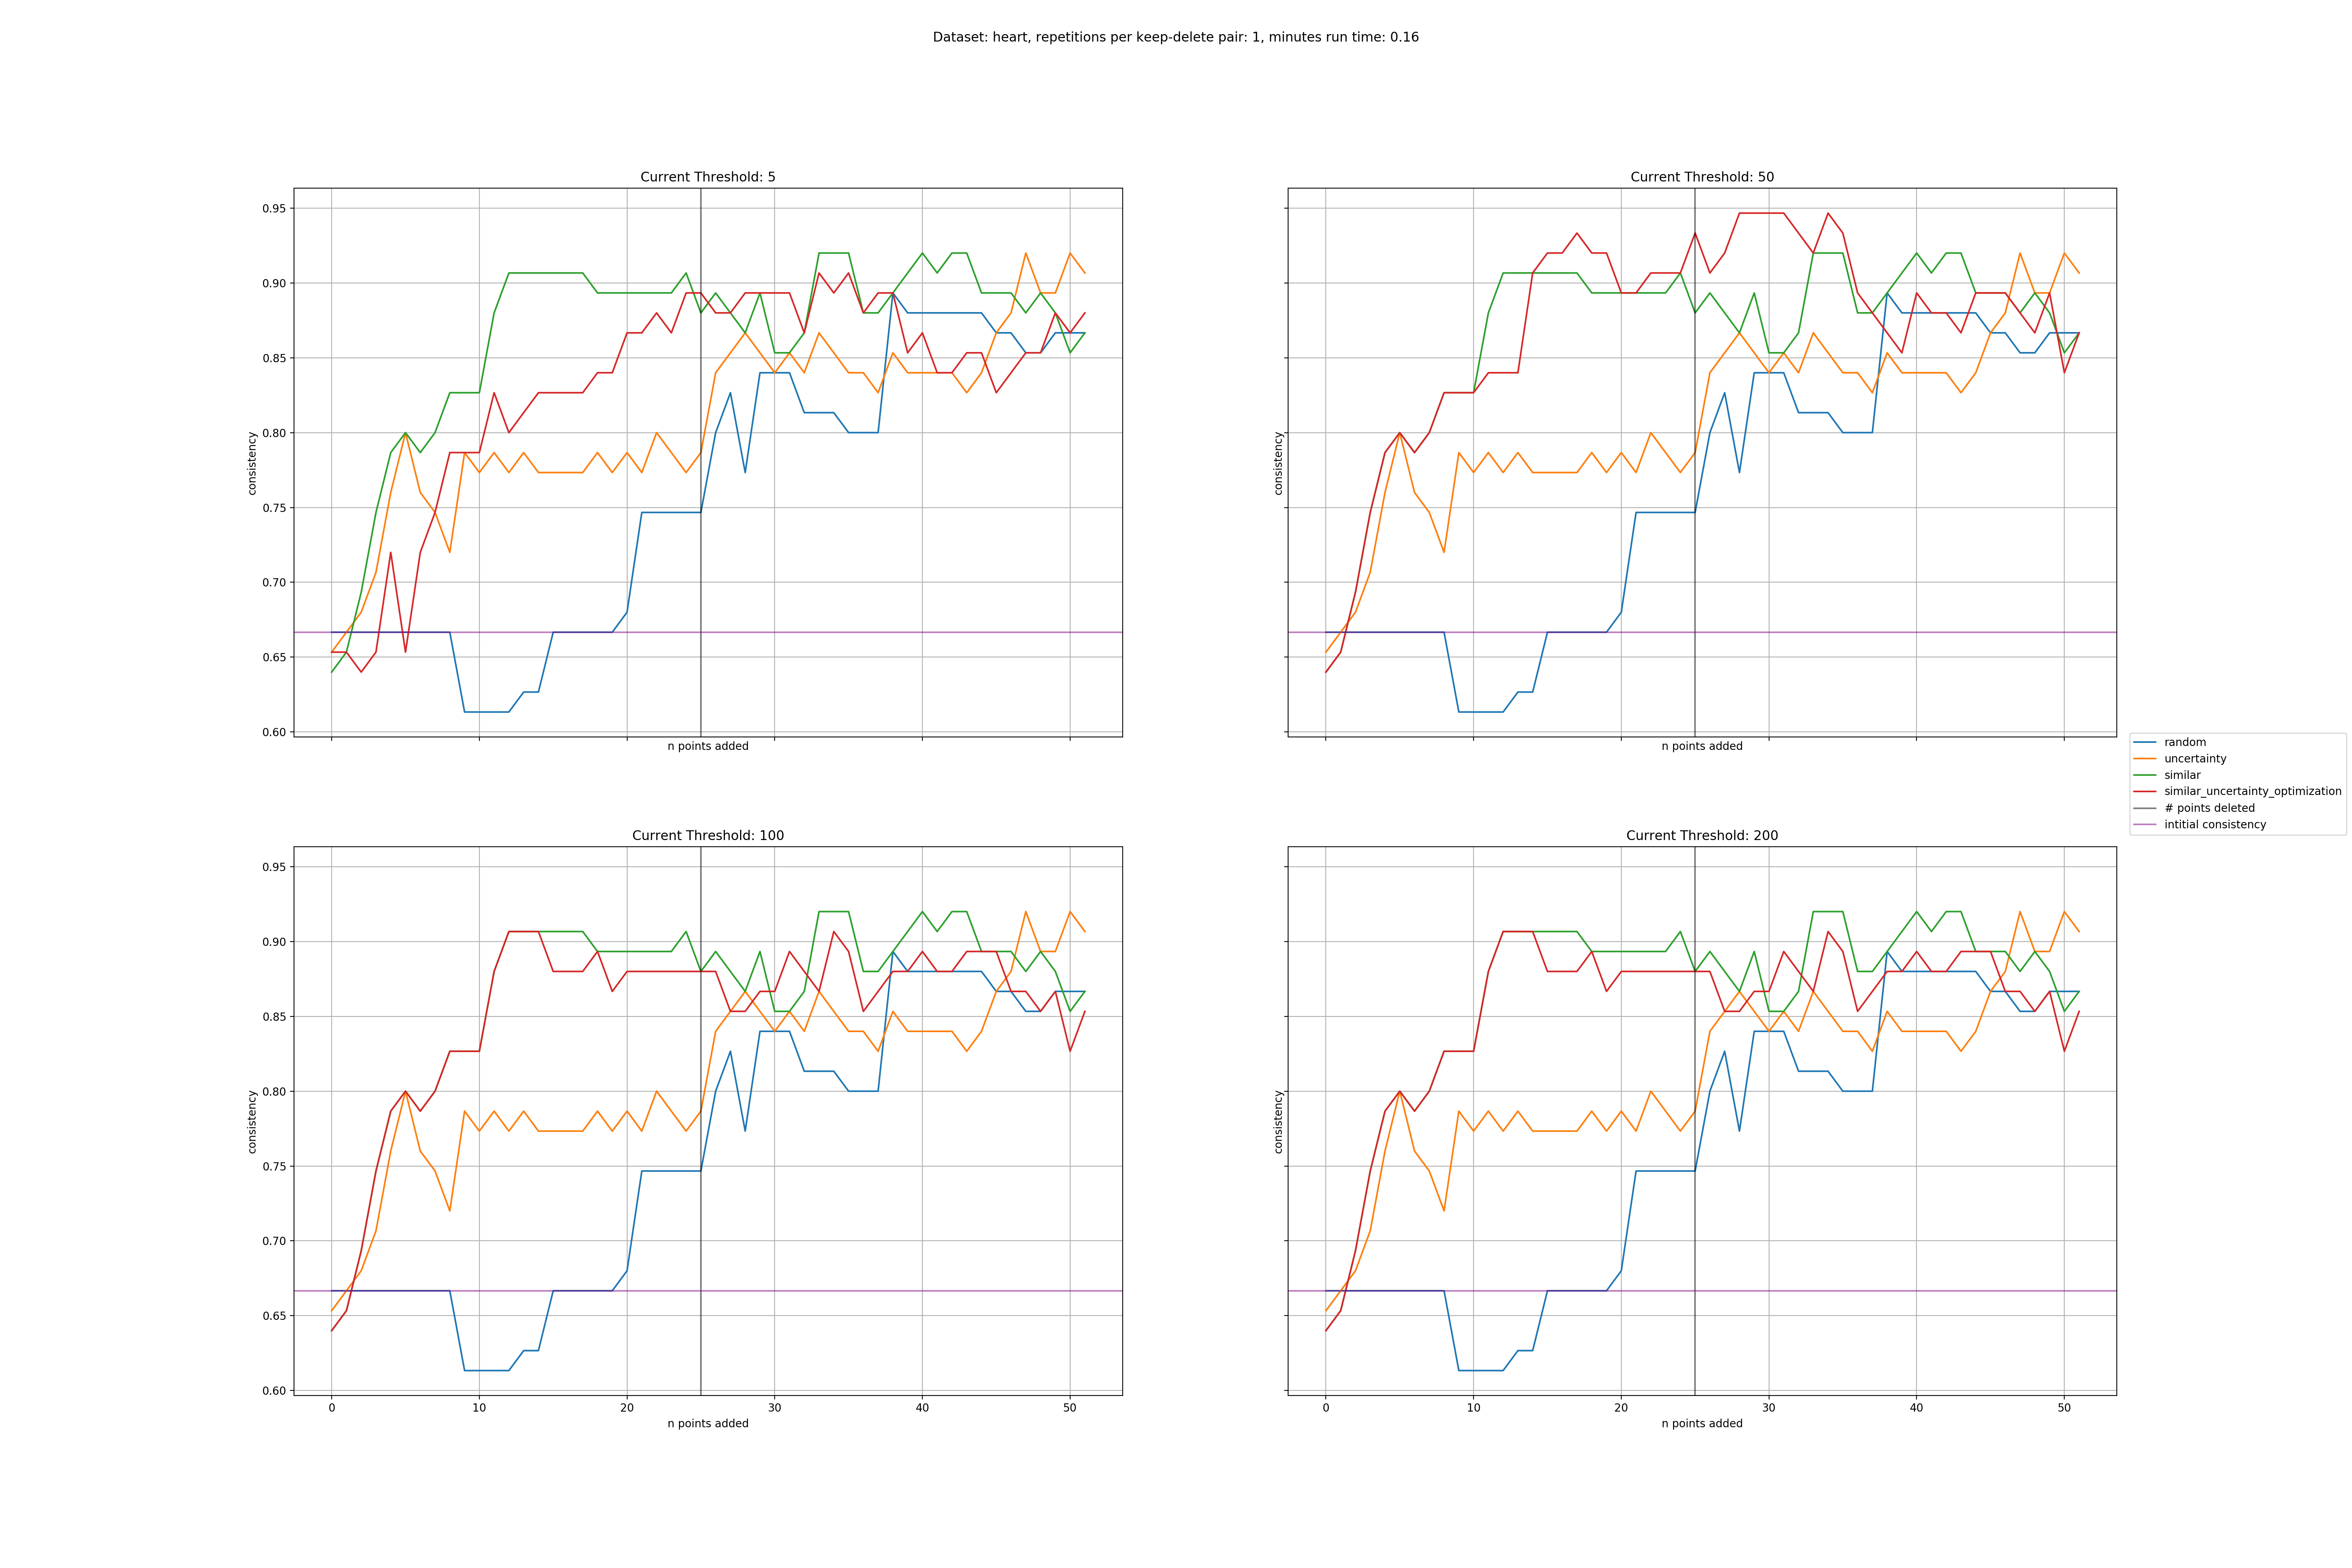 Dataset: heart, repetitions per keep-delete pair: 1, minutes run time: 0.16
Current Threshold: 5
0.95
0.90
0.85
0.80
0.75
0.70
0.65
0.60
consistency
n points added
Current Threshold: 50
consistency
n points added
random
uncertainty
similar
similar_uncertainty_optimization
# points deleted
intitial consistency
Current Threshold: 100
0.95
0.90
0.85
0.80
0.75
0.70
0.65
0.60
consistency
0 10 20 30 40 50
n points added
Current Threshold: 200
consistency
0 10 20 30 40 50
n points added